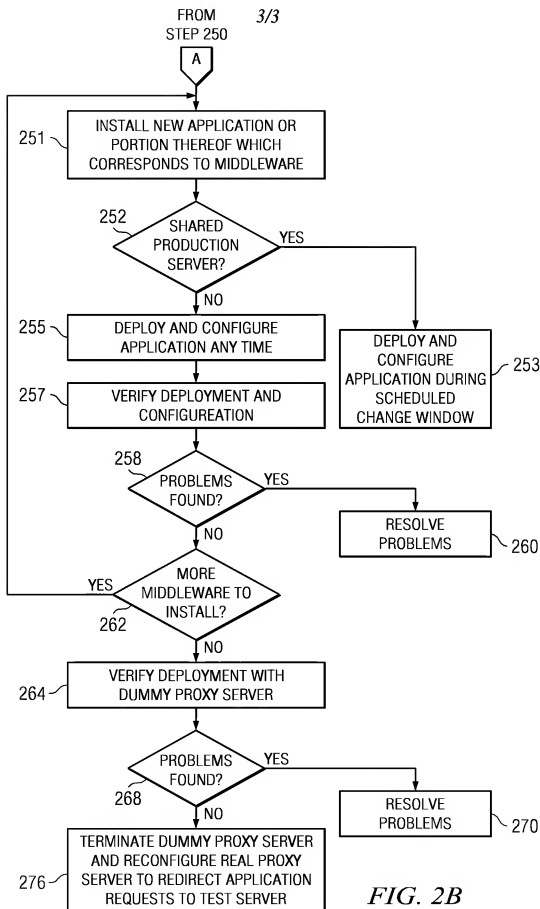 FROM
STEP 250
3/3
A
251
INSTALL NEW APPLICATION OR
PORTION THEREOF WHICH
CORRESPONDS TO MIDDLEWARE
252
SHARED
PRODUCTION
SERVER?
YES
NO
255
DEPLOY AND CONFIGURE
APPLICATION ANY TIME
DEPLOY AND
CONFIGURE
APPLICATION DURING
SCHEDULED
CHANGE WINDOW
253
257
VERIFY DEPLOYMENT AND
CONFIGUREATION
258
PROBLEMS
FOUND?
YES
NO
RESOLVE
PROBLEMS
260
YES
MORE
MIDDLEWARE TO
INSTALL?
262
NO
264
VERIFY DEPLOYMENT WITH
DUMMY PROXY SERVER
PROBLEMS
FOUND?
YES
268
NO
RESOLVE
PROBLEMS
270
276
TERMINATE DUMMY PROXY SERVER
AND RECONFIGURE REAL PROXY
SERVER TO REDIRECT APPLICATION
REQUESTS TO TEST SERVER
FIG. 2B